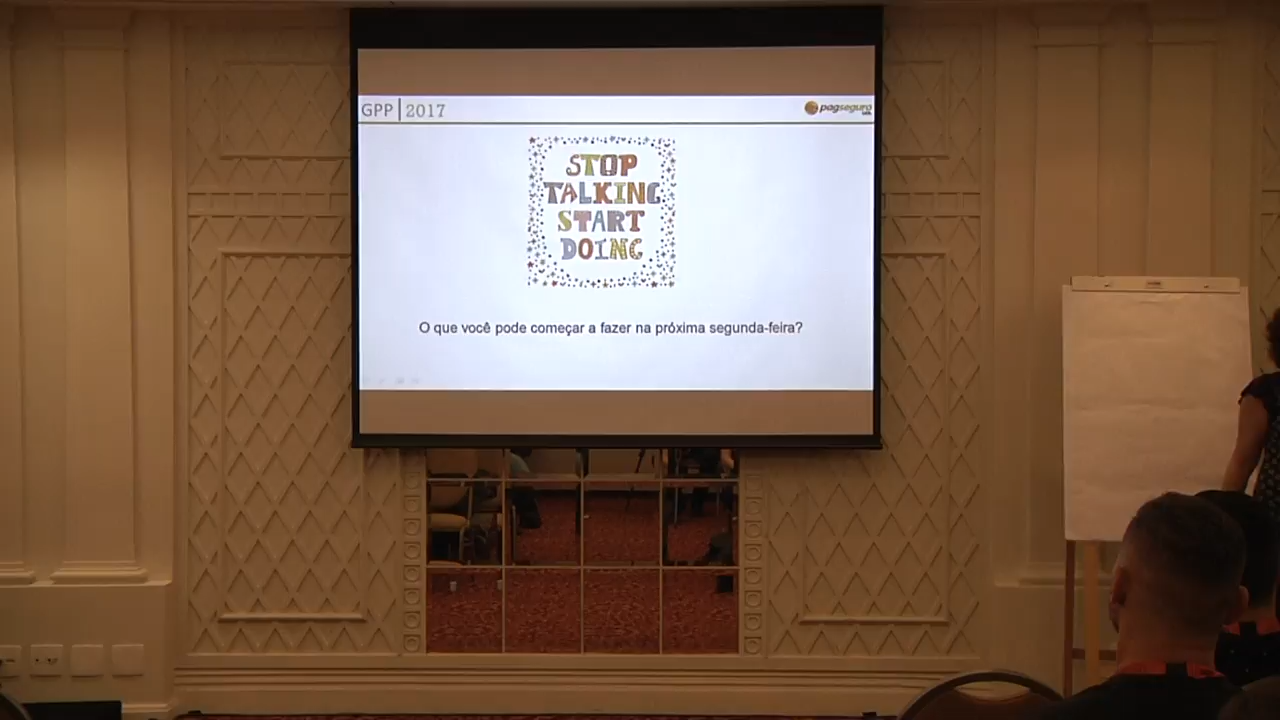 GPP | 2017
pagseguro
STOP
TALKING
START
DOING
O que você pode começar a fazer na próxima segunda-feira?